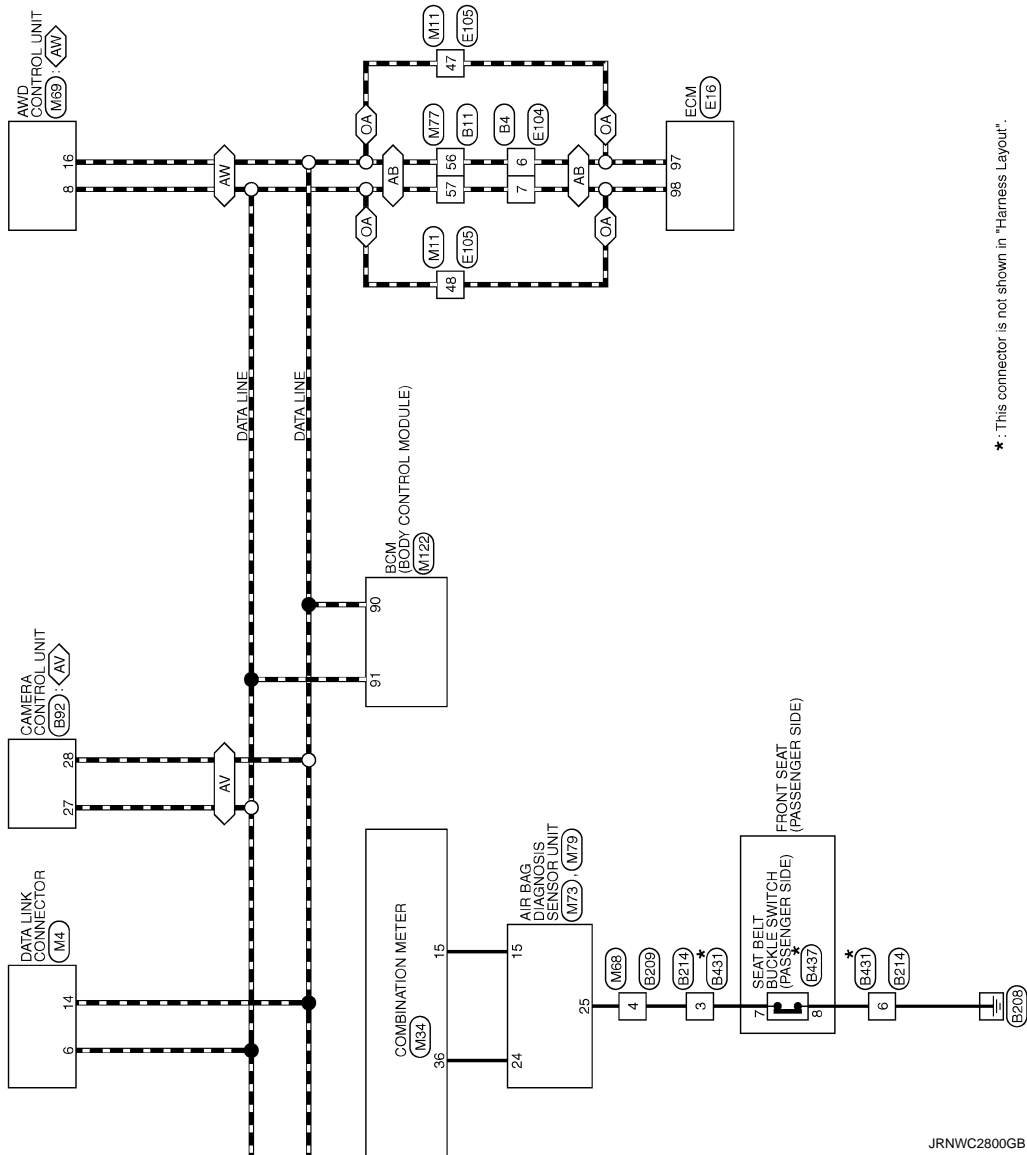 AWD
CONTROL UNIT
M69 : AW
8
16
AW
M11
E105
47
OA
OA
M77
B11
B4
E104
AB
56
6
AB
57
7
OA
OA
M11
E105
48
ECM
E16
97
98
DATA LINE
DATA LINE
BCM
(BODY CONTROL MODULE)
M122
90
91
CAMERA
CONTROL UNIT
B92 : AV
27
28
AV
DATA LINK
CONNECTOR
M4
6
14
COMBINATION METER
M34
36
15
AIR BAG
DIAGNOSIS
SENSOR UNIT
M73 , M79
24
15
25
M68
B209
4
B214
* B431
3
FRONT SEAT
(PASSENGER SIDE)
SEAT BELT
BUCKLE SWITCH
(PASSENGER SIDE)
* B437
7
8
* B431
B214
6
B208
* : This connector is not shown in "Harness Layout".
JRNWC2800GB